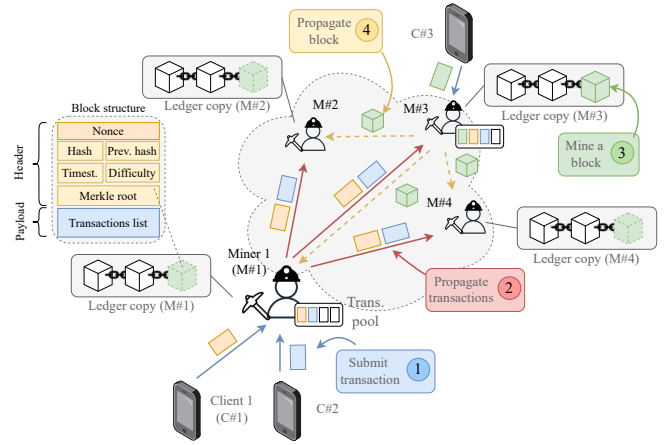 Propagate
block
4
C#3
Ledger copy (M#2)
M#2
M#3
Ledger copy (M#3)
Block structure
Nonce
Hash
Prev. hash
Timest.
Difficulty
Merkle root
Transactions list
Header
Payload
Mine a
block
3
M#4
Ledger copy (M#4)
Miner 1
(M#1)
Ledger copy (M#1)
Trans.
pool
Propagate
transactions
2
Submit
transaction
1
Client 1
(C#1)
C#2